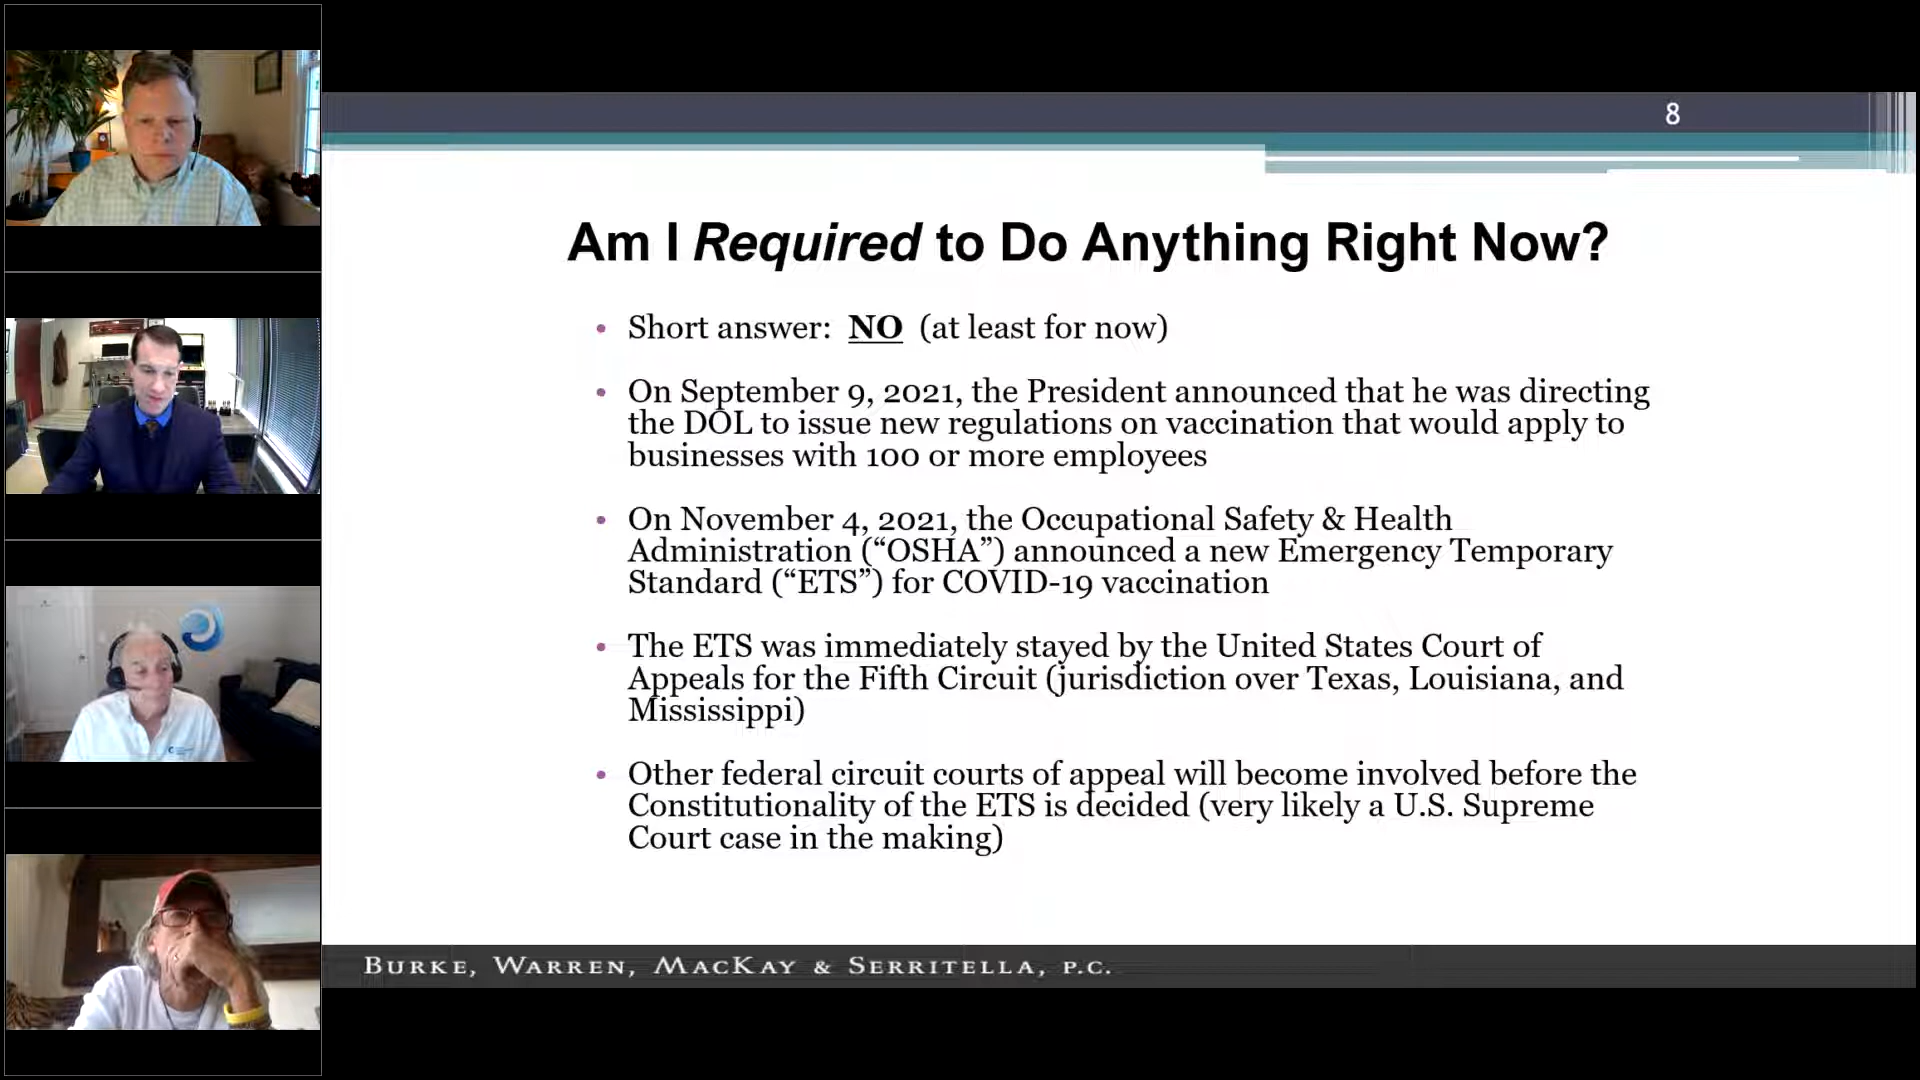 8
Am I Required to Do Anything Right Now?
• Short answer: NO (at least for now)
• On September 9, 2021, the President announced that he was directing
the DOL to issue new regulations on vaccination that would apply to
businesses with 100 or more employees
• On November 4, 2021, the Occupational Safety & Health
Administration (“OSHA”) announced a new Emergency Temporary
Standard (“ETS”) for COVID-19 vaccination
• The ETS was immediately stayed by the United States Court of
Appeals for the Fifth Circuit (jurisdiction over Texas, Louisiana, and
Mississippi)
• Other federal circuit courts of appeal will become involved before the
Constitutionality of the ETS is decided (very likely a U.S. Supreme
Court case in the making)
BURKE, WARREN, MACKAY & SERRITELLA, P.C.